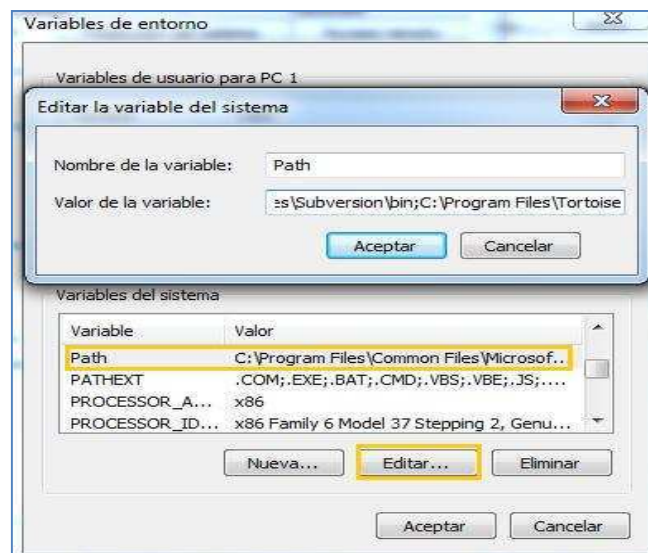 Variables de entorno
Variables de usuario para PC 1
Editar la variable del sistema
Nombre de la variable: Path
Valor de la variable: es\Subversion\bin;C:\Program Files\Tortoise
Aceptar Cancelar
Variables del sistema
Variable Valor
Path C:\Program Files\Common Files\Microsof...
PATHEXT .COM;.EXE;.BAT;.CMD;.VBS;.VBE;.JS;....
PROCESSOR_A... x86
PROCESSOR_ID... x86 Family 6 Model 37 Stepping 2, Genu...
Nueva... Editar... Eliminar
Aceptar Cancelar